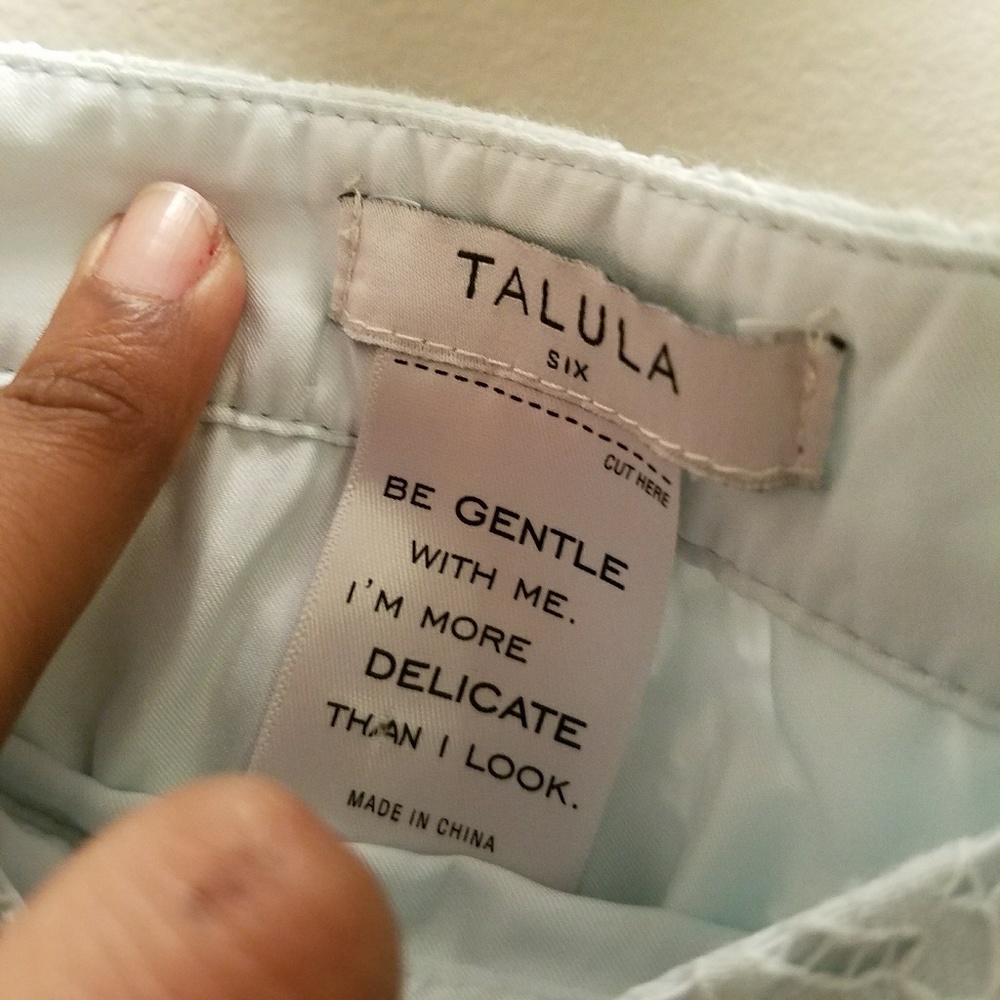 TALULA
SIX
CUT HERE
BE GENTLE
WITH ME.
I'M MORE
DELICATE
THAN I LOOK.
MADE IN CHINA